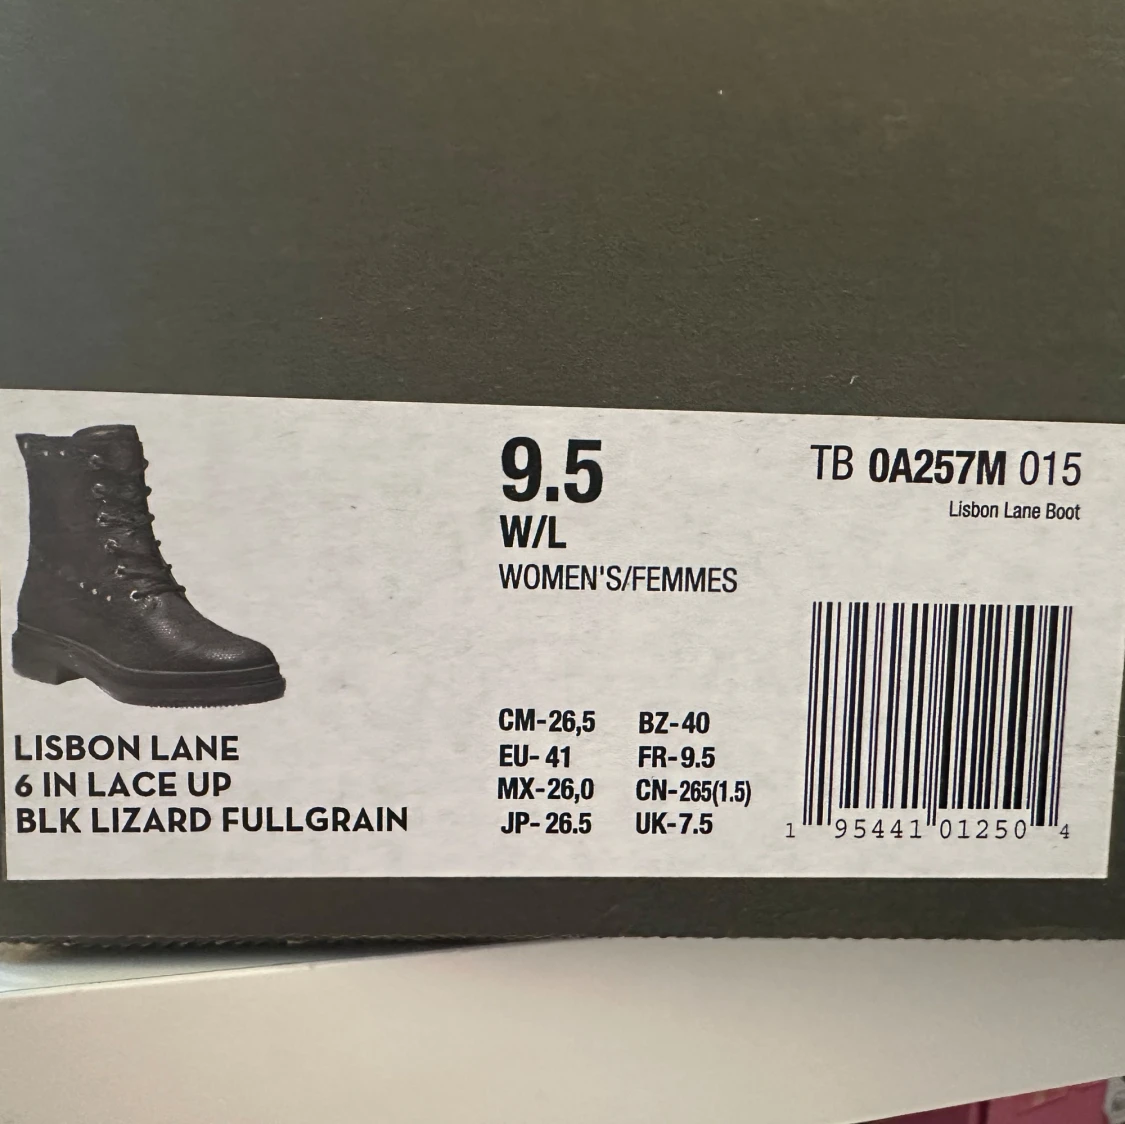 9.5
W/L
WOMEN'S/FEMMES
TB 0A257M 015
Lisbon Lane Boot
LISBON LANE
6 IN LACE UP
BLK LIZARD FULLGRAIN
CM-26,5 BZ-40
EU-41 FR-9.5
MX-26,0 CN-265(1.5)
JP-26.5 UK-7.5
1 95441 01250 4